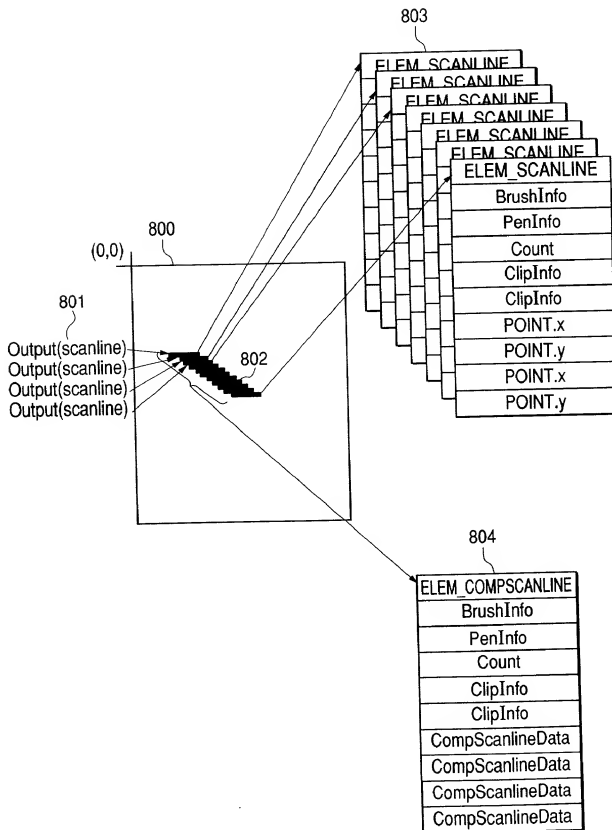 803
ELEM_SCANLINE
ELEM_SCANLINE
ELEM_SCANLINE
ELEM_SCANLINE
ELEM_SCANLINE
ELEM_SCANLINE
ELEM_SCANLINE
BrushInfo
PenInfo
Count
ClipInfo
ClipInfo
POINT.x
POINT.y
POINT.x
POINT.y
800
(0,0)
801
Output(scanline)
Output(scanline)
Output(scanline)
Output(scanline)
802
804
ELEM_COMPSCANLINE
BrushInfo
PenInfo
Count
ClipInfo
ClipInfo
CompScanlineData
CompScanlineData
CompScanlineData
CompScanlineData